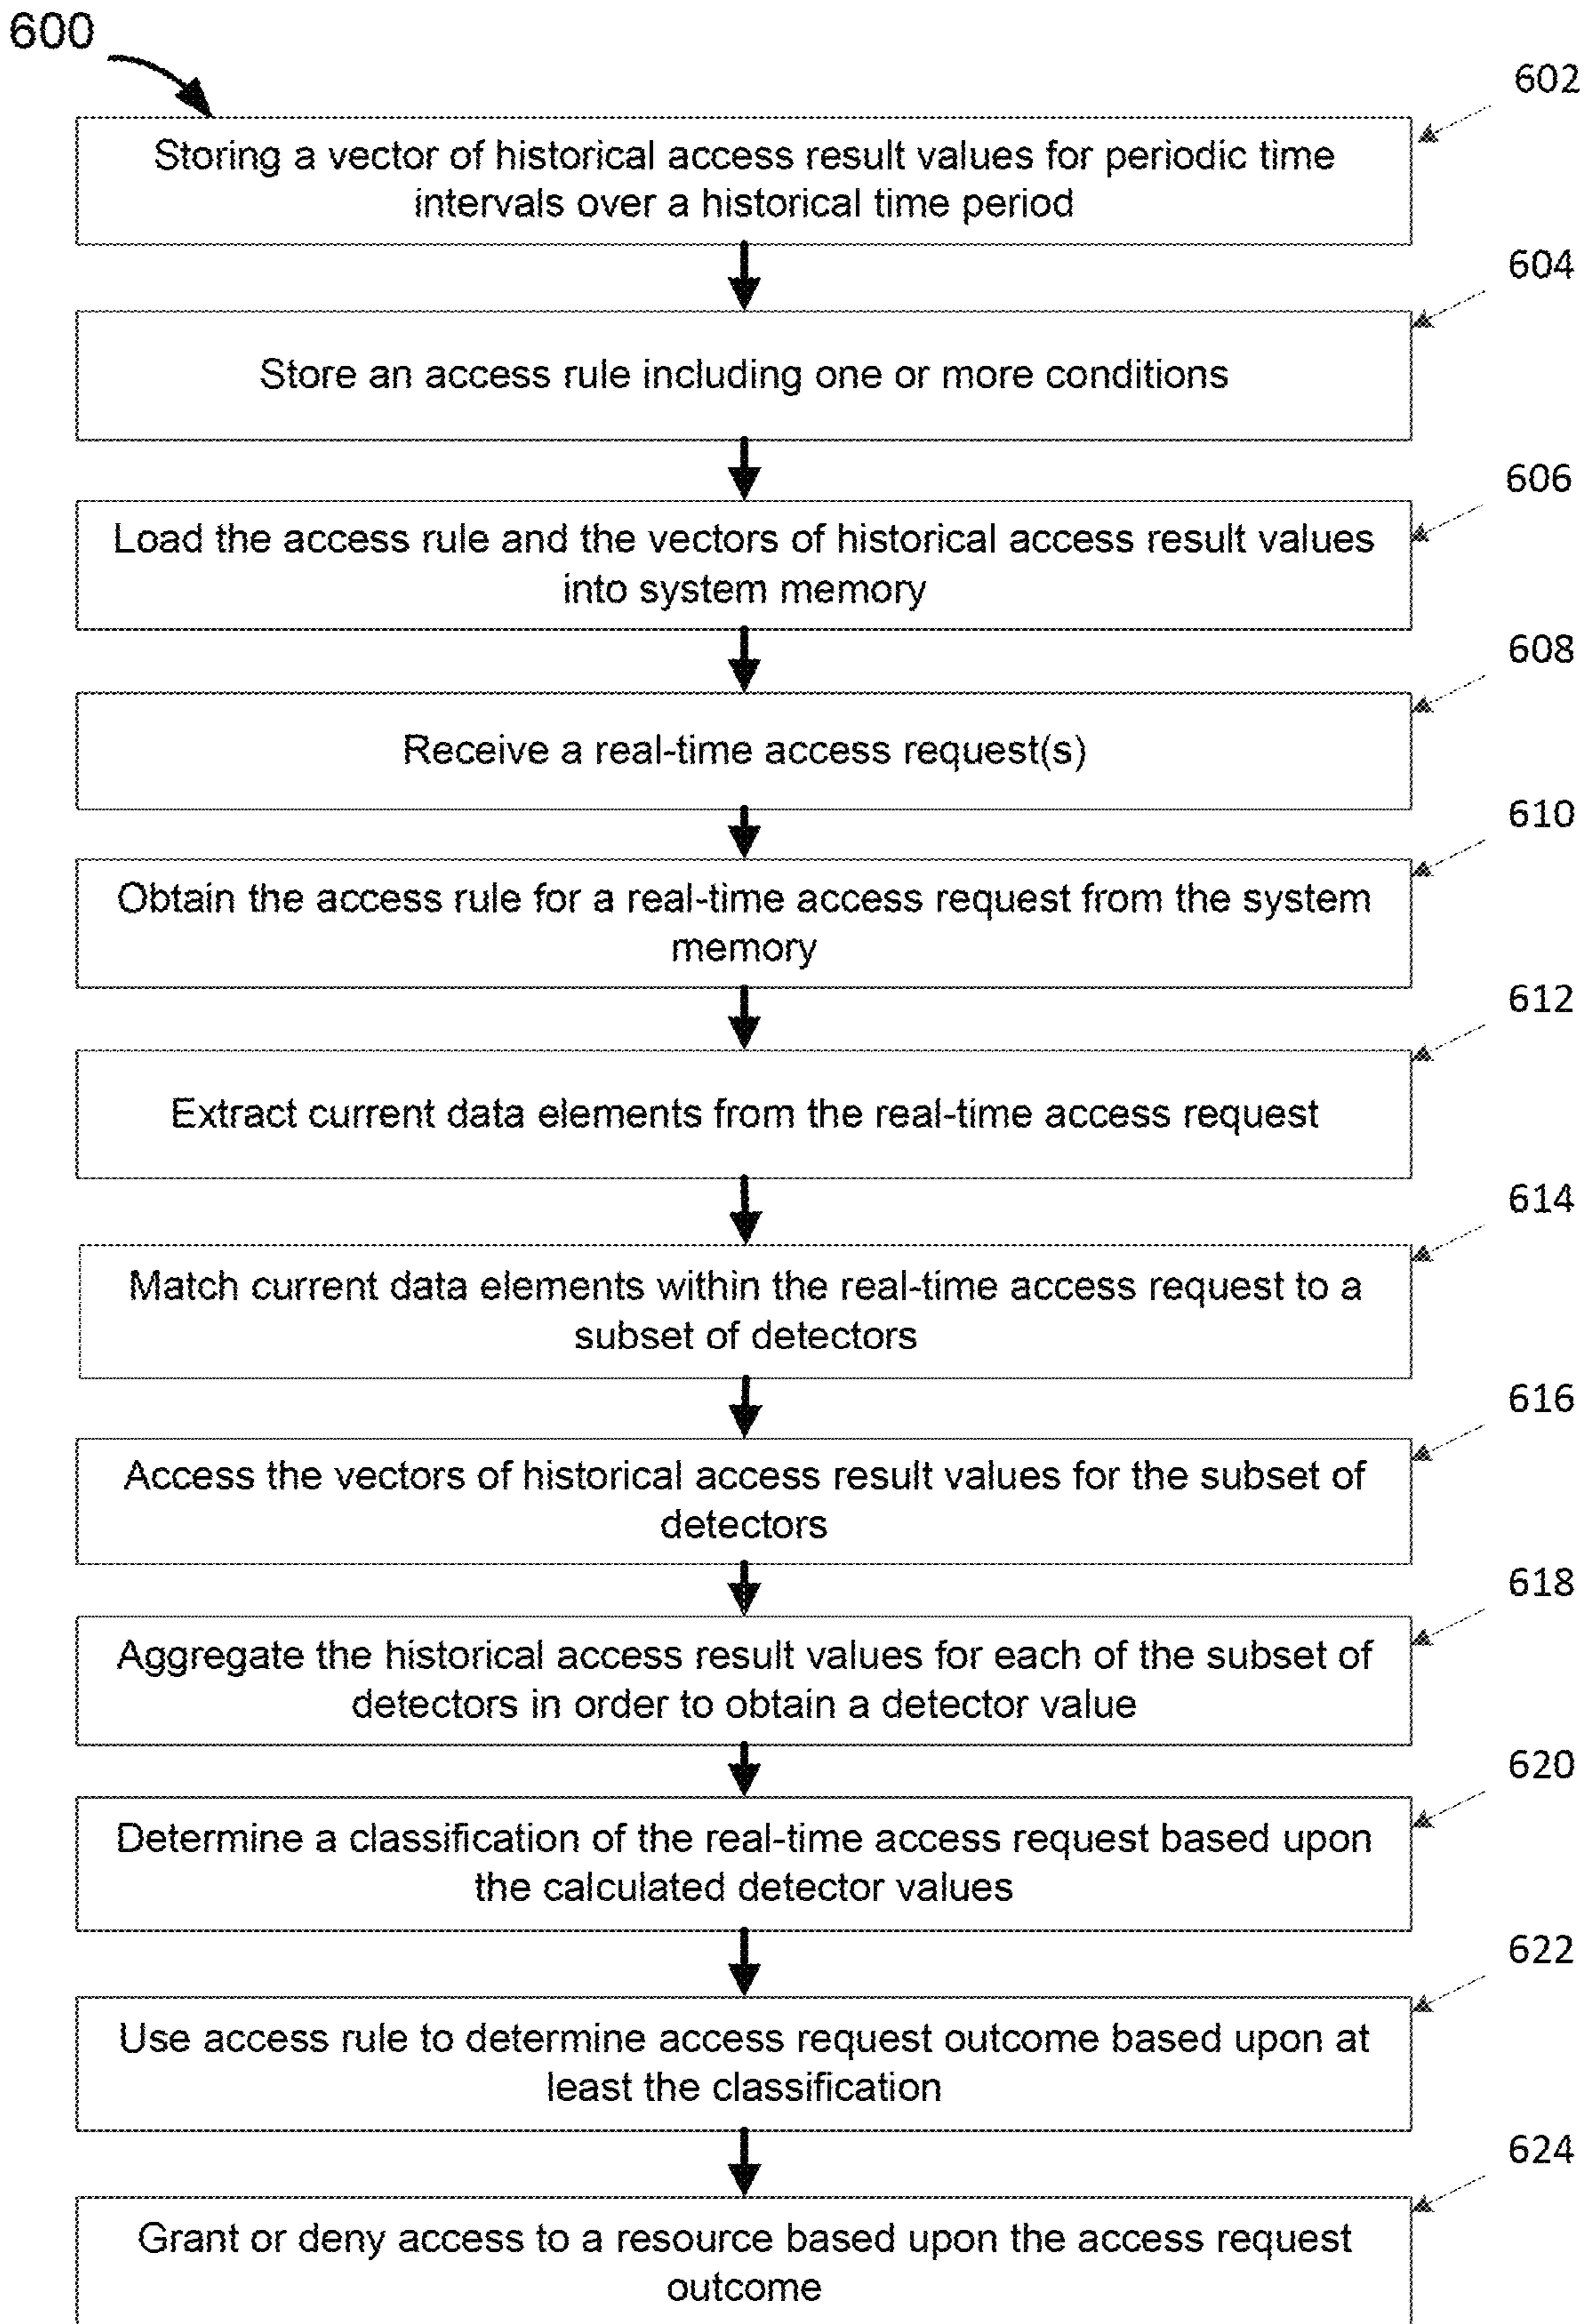 600
602
Storing a vector of historical access result values for periodic time
intervals over a historical time period
604
Store an access rule including one or more conditions
606
Load the access rule and the vectors of historical access result values
into system memory
608
Receive a real-time access request(s)
610
Obtain the access rule for a real-time access request from the system
memory
612
Extract current data elements from the real-time access request
614
Match current data elements within the real-time access request to a
subset of detectors
616
Access the vectors of historical access result values for the subset of
detectors
618
Aggregate the historical access result values for each of the subset of
detectors in order to obtain a detector value
620
Determine a classification of the real-time access request based upon
the calculated detector values
622
Use access rule to determine access request outcome based upon at
least the classification
624
Grant or deny access to a resource based upon the access request
outcome